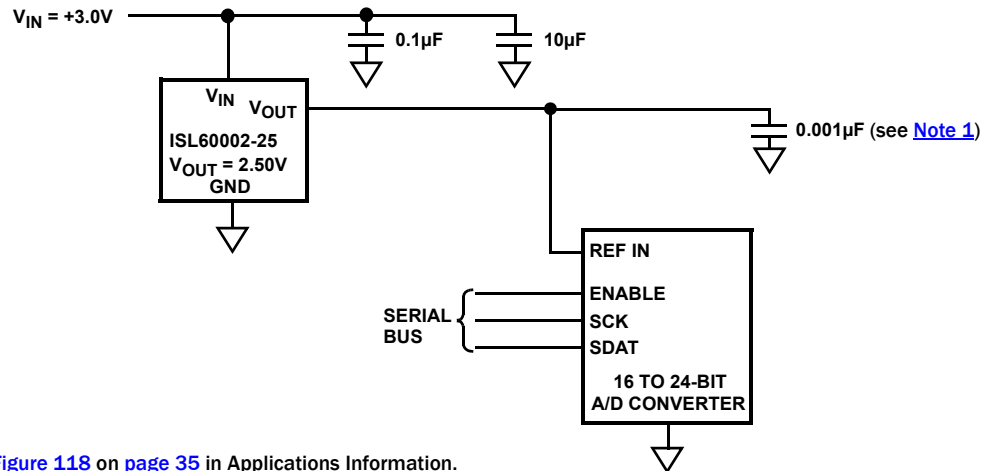 VIN = +3.0V
0.1µF
10µF
VIN
VOUT
ISL60002-25
VOUT = 2.50V
GND
0.001µF (see Note 1)
REF IN
ENABLE
SERIAL BUS
SCK
SDAT
16 TO 24-BIT
A/D CONVERTER
Figure 118 on page 35 in Applications Information.